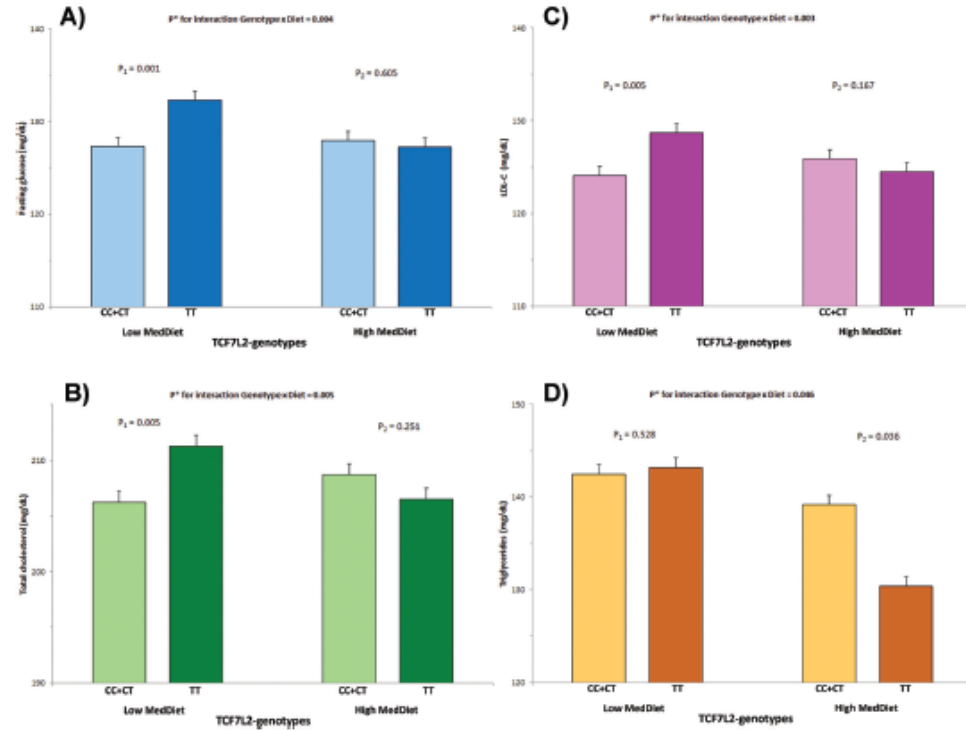 A)
P* for interaction Genotype x Diet = 0.004
140
P1 = 0.001
P2 = 0.605
130
Fasting glucose (mg/dL)
120
110
CC+CT
TT
CC+CT
TT
Low MedDiet
High MedDiet
TCF7L2-genotypes
C)
P* for interaction Genotype x Diet = 0.003
140
P1 = 0.005
P2 = 0.167
130
LDL-C (mg/dL)
120
110
CC+CT
TT
CC+CT
TT
Low MedDiet
High MedDiet
TCF7L2-genotypes
B)
P* for interaction Genotype x Diet = 0.005
P1 = 0.005
P2 = 0.251
210
Total cholesterol (mg/dL)
200
190
CC+CT
TT
CC+CT
TT
Low MedDiet
High MedDiet
TCF7L2-genotypes
D)
P* for interaction Genotype x Diet =
150
P1 = 0.528
P2 = 0.036
140
Triglycerides (mg/dL)
130
120
CC+CT
TT
CC+CT
TT
Low MedDiet
High MedDiet
TCF7L2-genotypes